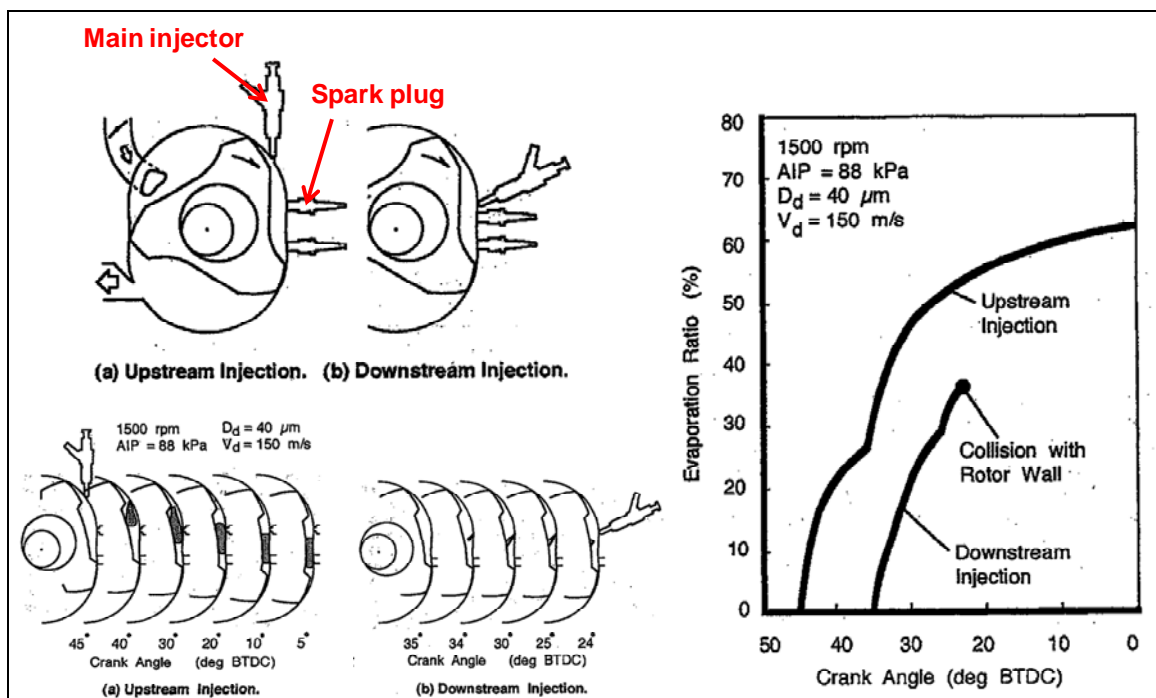 Main injector
Spark plug
(a) Upstream Injection. (b) Downstream Injection.
1500 rpm D_d = 40 µm
AIP = 88 kPa V_d = 150 m/s
45° 40° 30° 20° 10° 5°
Crank Angle (deg BTDC)
(a) Upstream Injection.
35° 34° 30° 25° 24°
Crank Angle (deg BTDC)
(b) Downstream Injection.
80
70
60
50
40
30
20
10
0
Evaporation Ratio (%)
1500 rpm
AIP = 88 kPa
D_d = 40 µm
V_d = 150 m/s
Upstream
Injection
Collision with
Rotor Wall
Downstream
Injection
50 40 30 20 10 0
Crank Angle (deg BTDC)